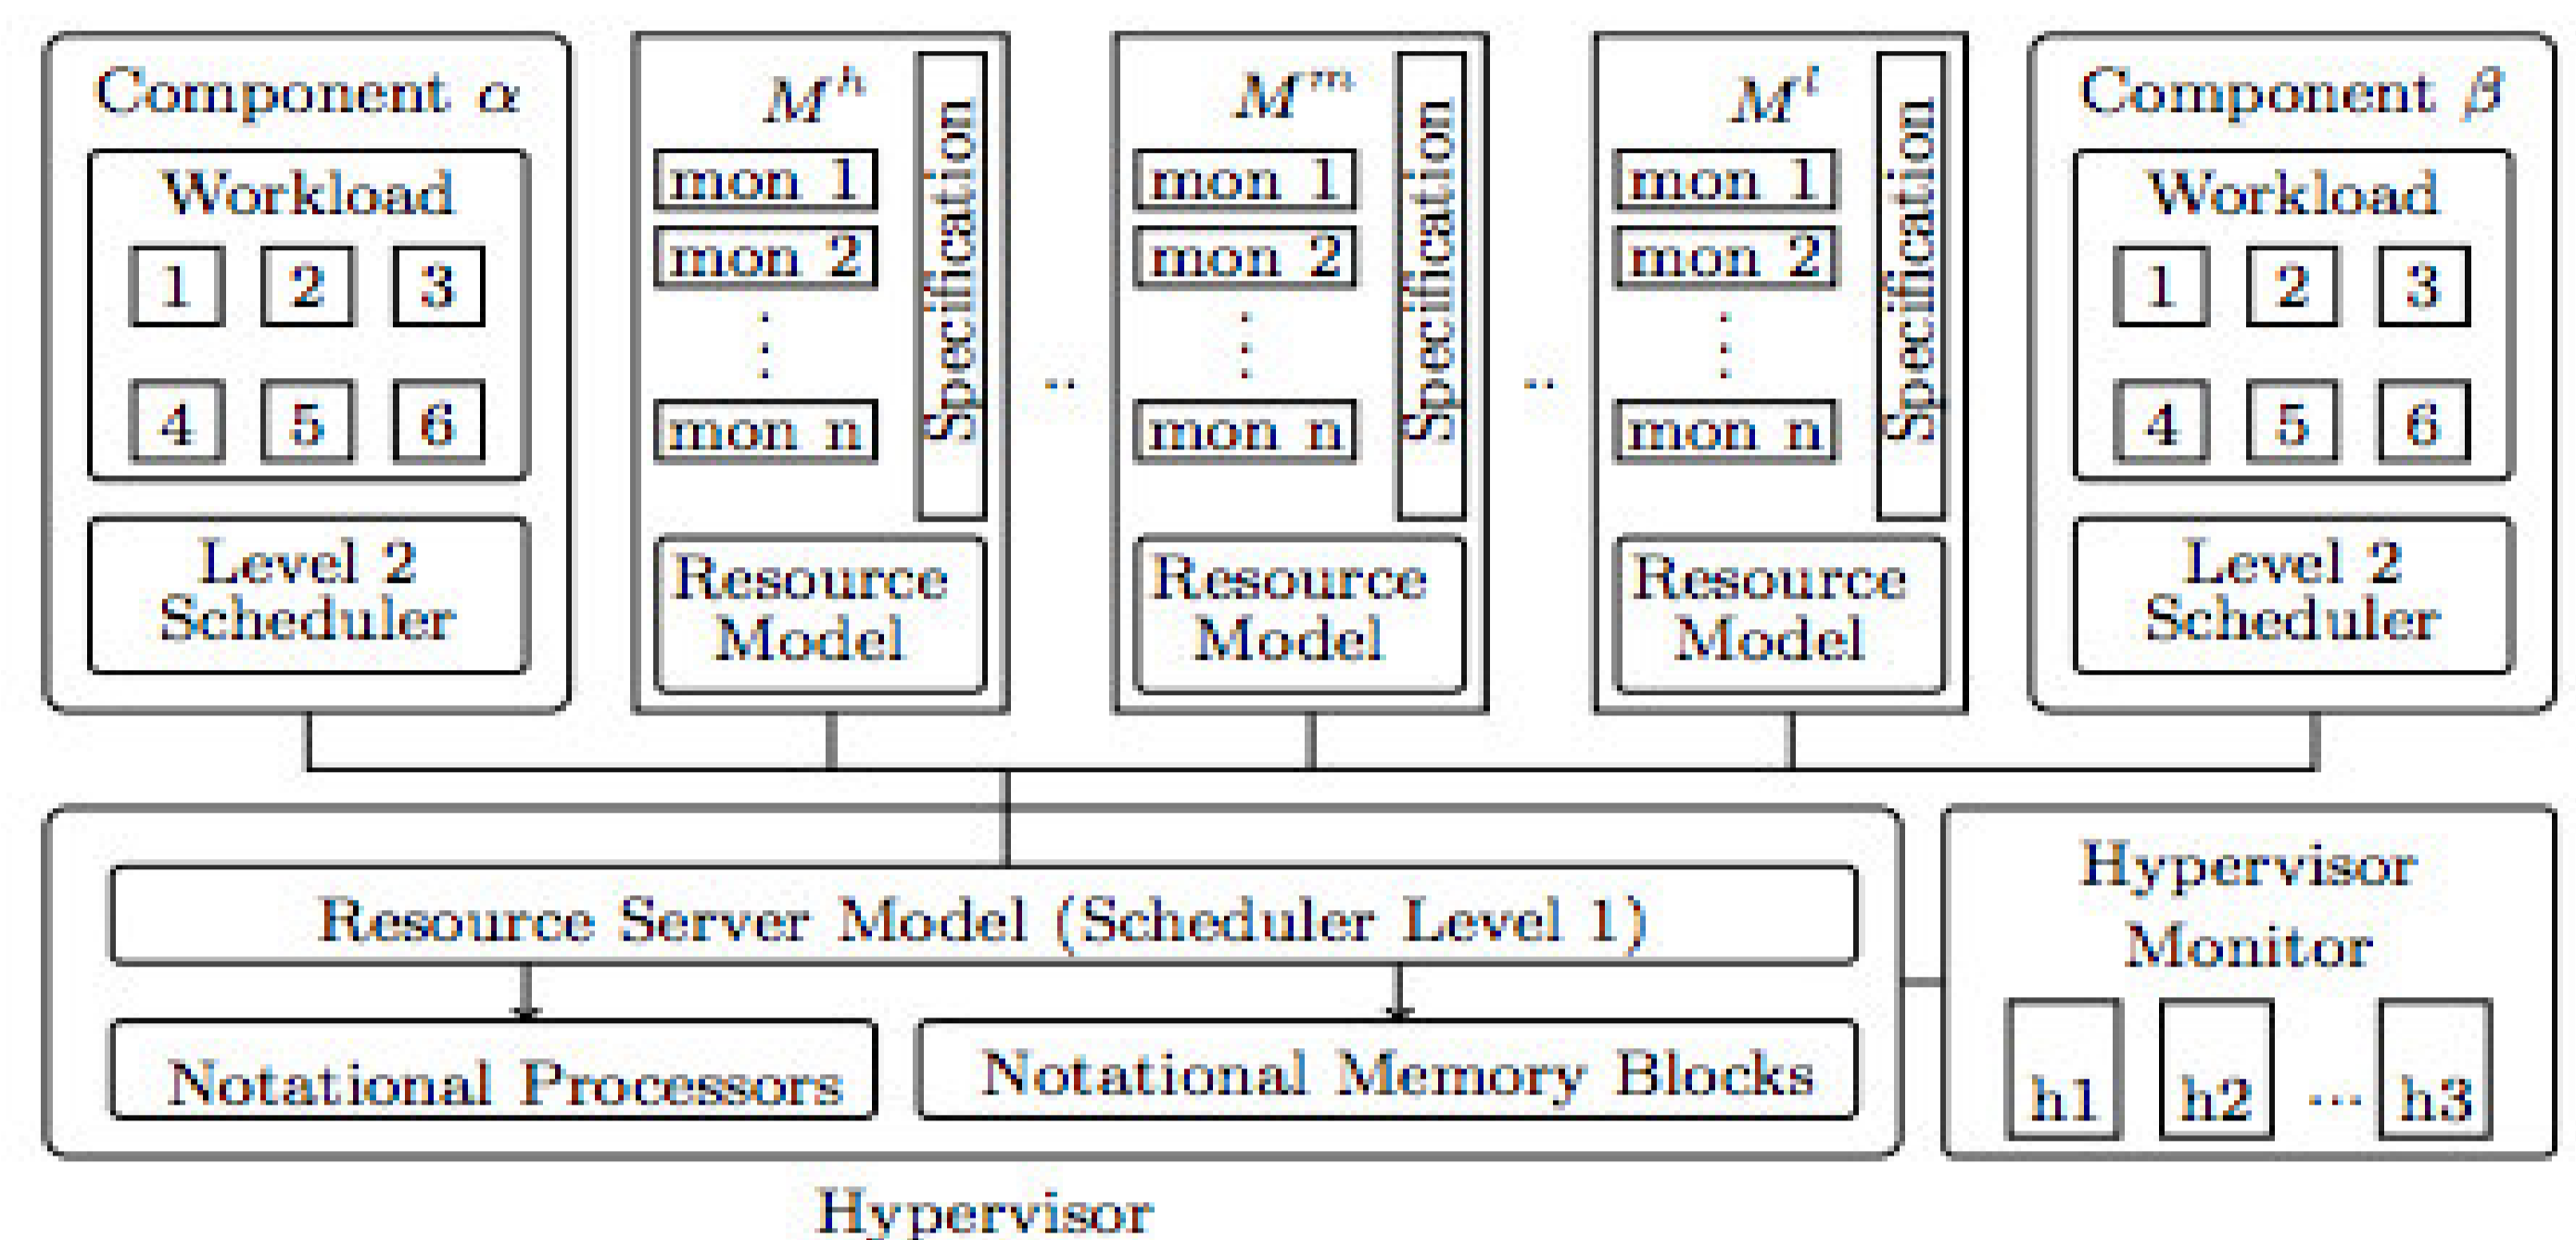 Component α
Workload
1 2 3
4 5 6
Level 2
Scheduler
M^h
mon 1
mon 2
⋮
mon n
Specification
Resource
Model
..
M^m
mon 1
mon 2
⋮
mon n
Specification
Resource
Model
..
M^l
mon 1
mon 2
⋮
mon n
Specification
Resource
Model
Component β
Workload
1 2 3
4 5 6
Level 2
Scheduler
Resource Server Model (Scheduler Level 1)
Notational Processors
Notational Memory Blocks
Hypervisor
Hypervisor
Monitor
h1 h2 ... h3